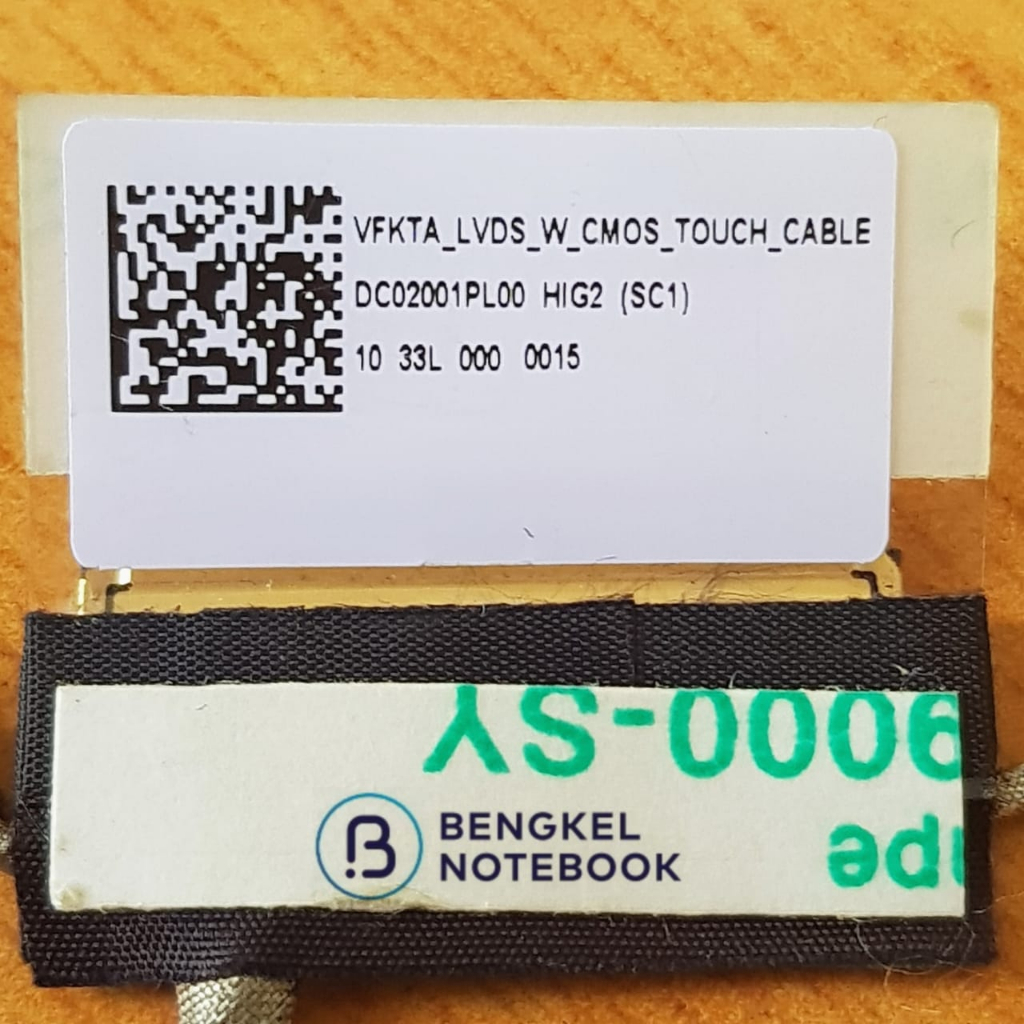 VFKTA_LVDS_W_CMOS_TOUCH_CABLE
DC02001PL00 HIG2 (SC1)
10 33L 000 0015
BENGKEL
NOTEBOOK